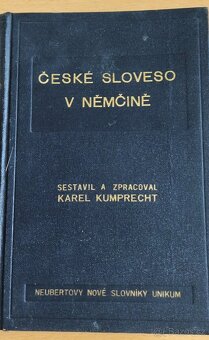 ČESKÉ SLOVESO
V NĚMČINĚ
SESTAVIL A ZPRACOVAL
KAREL KUMPRECHT
NEUBERTOVY NOVÉ SLOVNÍKY UNIKUM